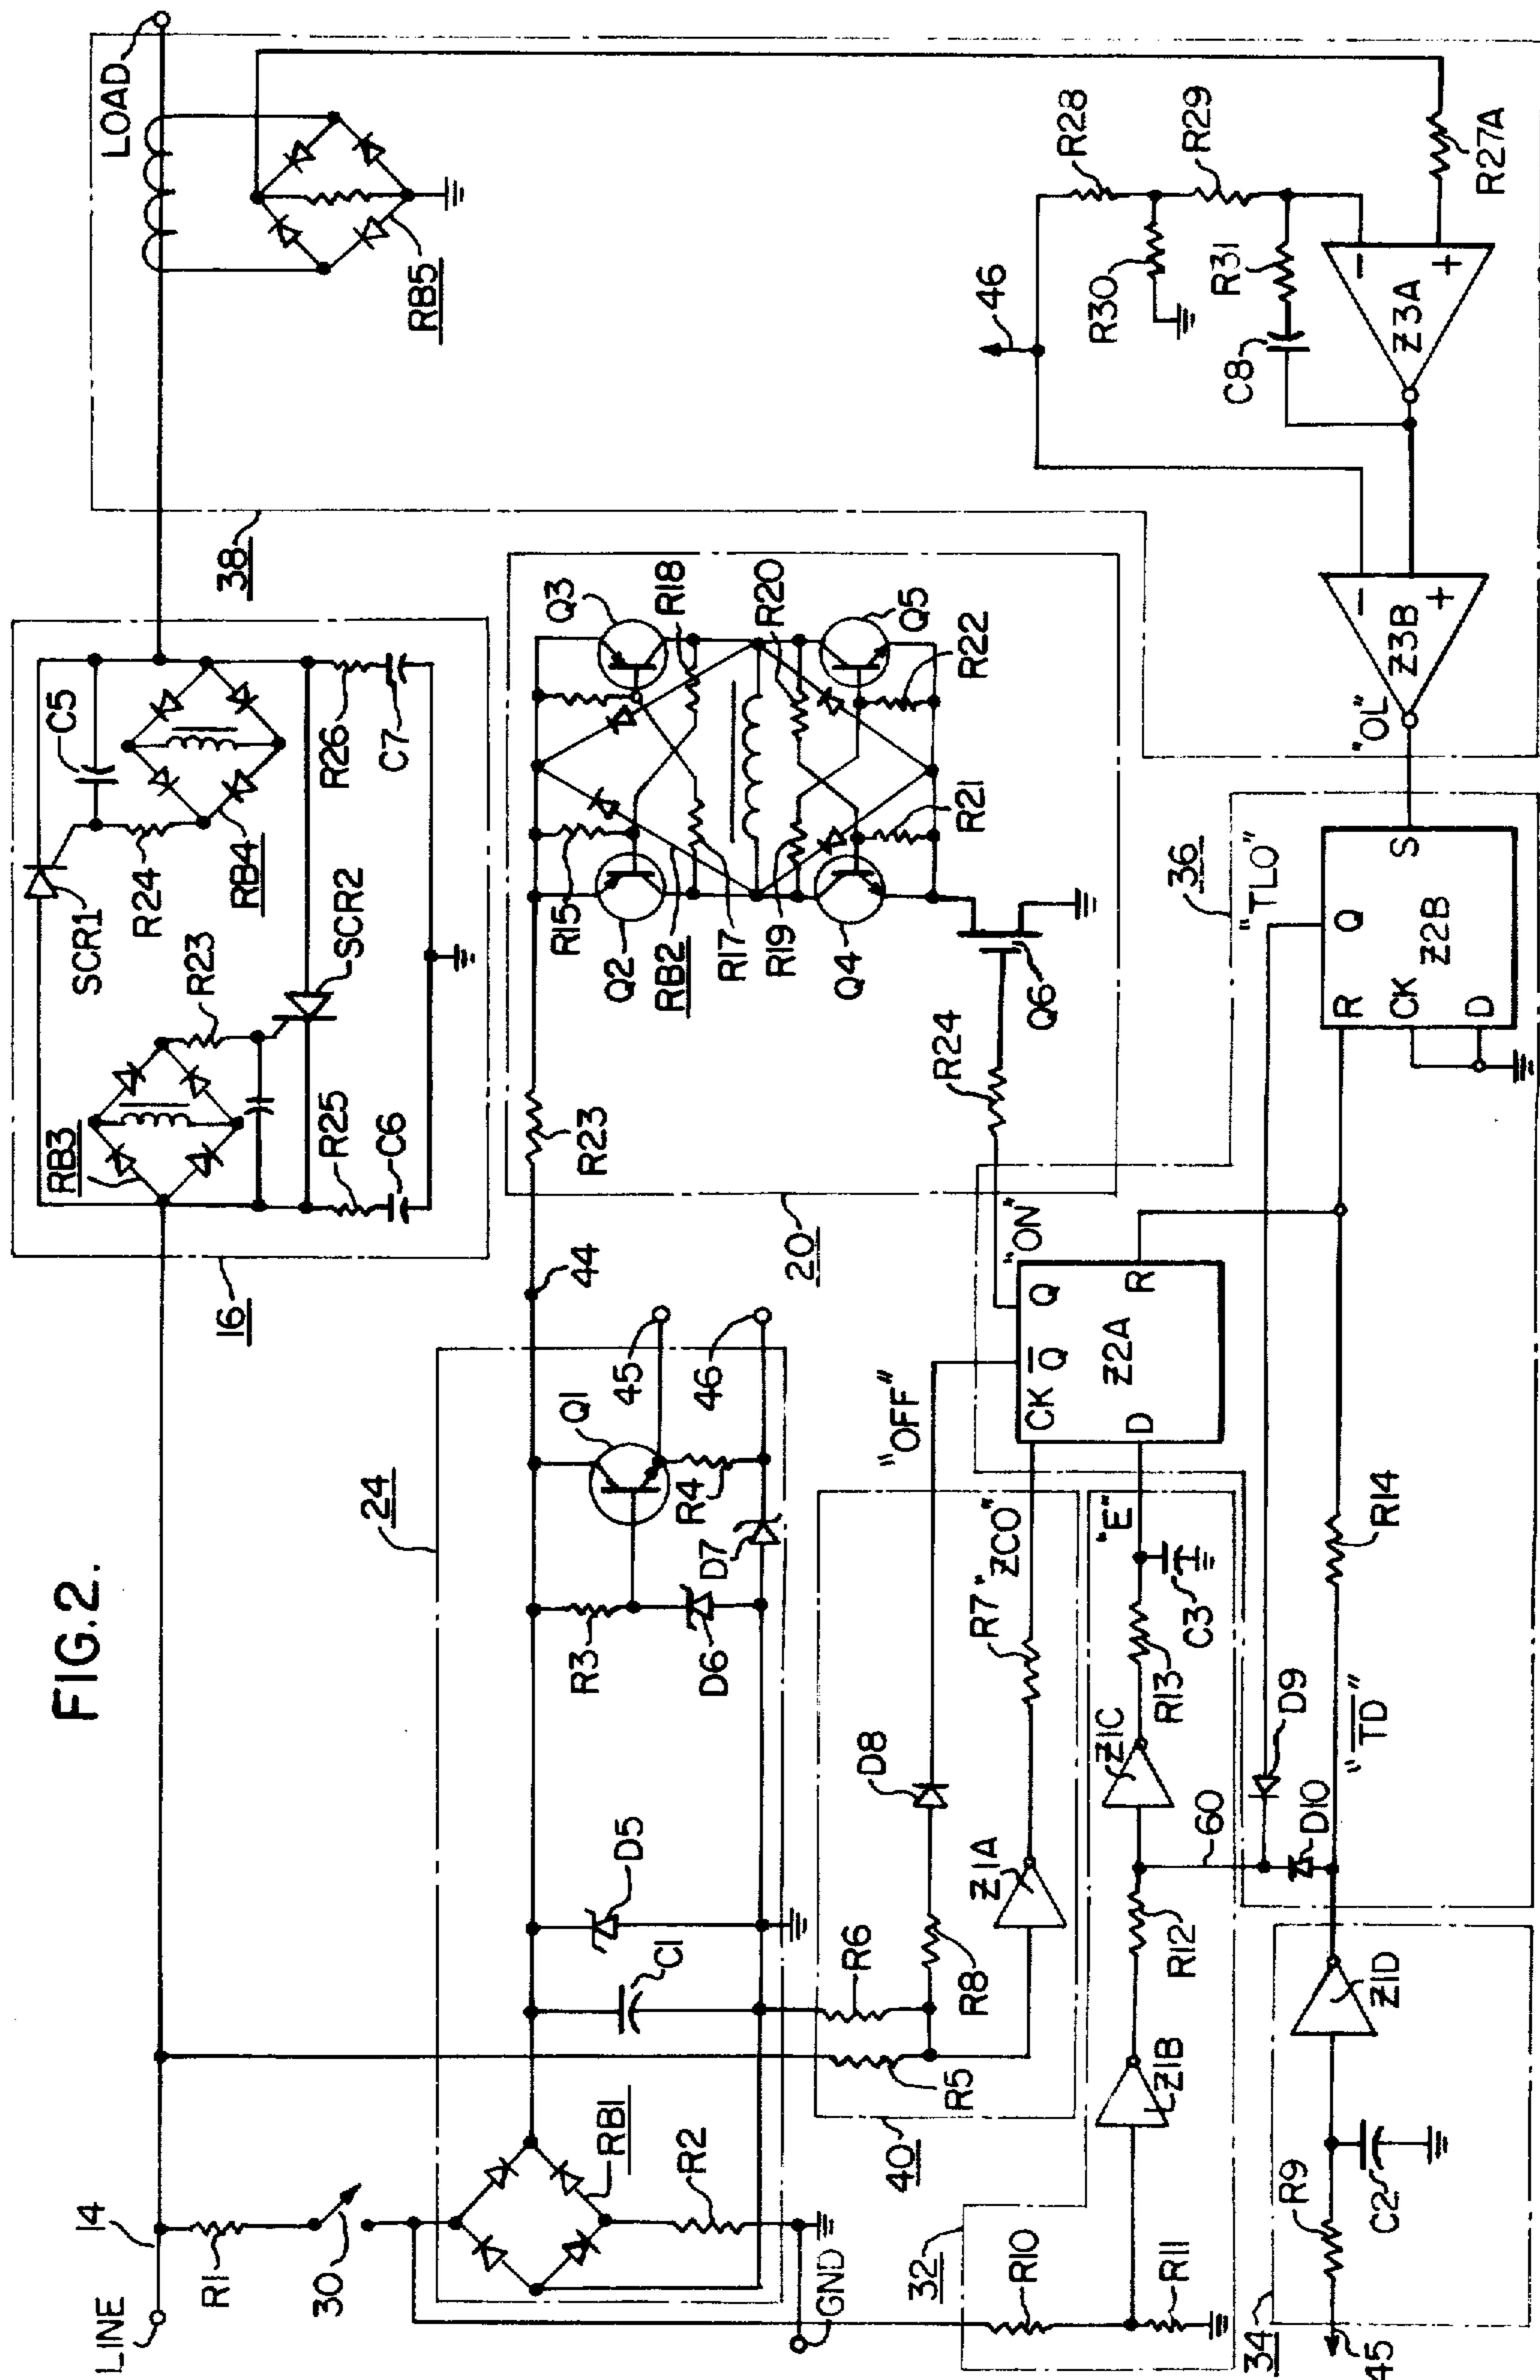 FIG.2.
LINE
14
R1
30
16
RB3
R23
SCR1
C5
R24
RB4
SCR2
R25
C6
R26
C7
38
LOAD
RB5
24
RB1
R2
GND
C1
D5
R3
D6
Q1
R4
D7
44
45
46
R23
20
R15
Q2
RB2
R17
R19
Q4
R21
Q3
R18
R20
Q5
R22
Q6
R24
46
R28
R30
R29
R31
C8
Z3A
- +
R27A
40
R5
R6
R8
D8
"OFF"
Z1A
R7
"ZCO"
"ON"
CK Q̅ Q
Z2A
D R
32
R10
R11
Z1B
R12
Z1C
R13
"E"
C3
60
D9
D10
"T̅D̅"
R14
36
"TLO"
R Q S
CK
D
Z2B
"OL"
Z3B
- +
34
45
R9
C2
Z1D